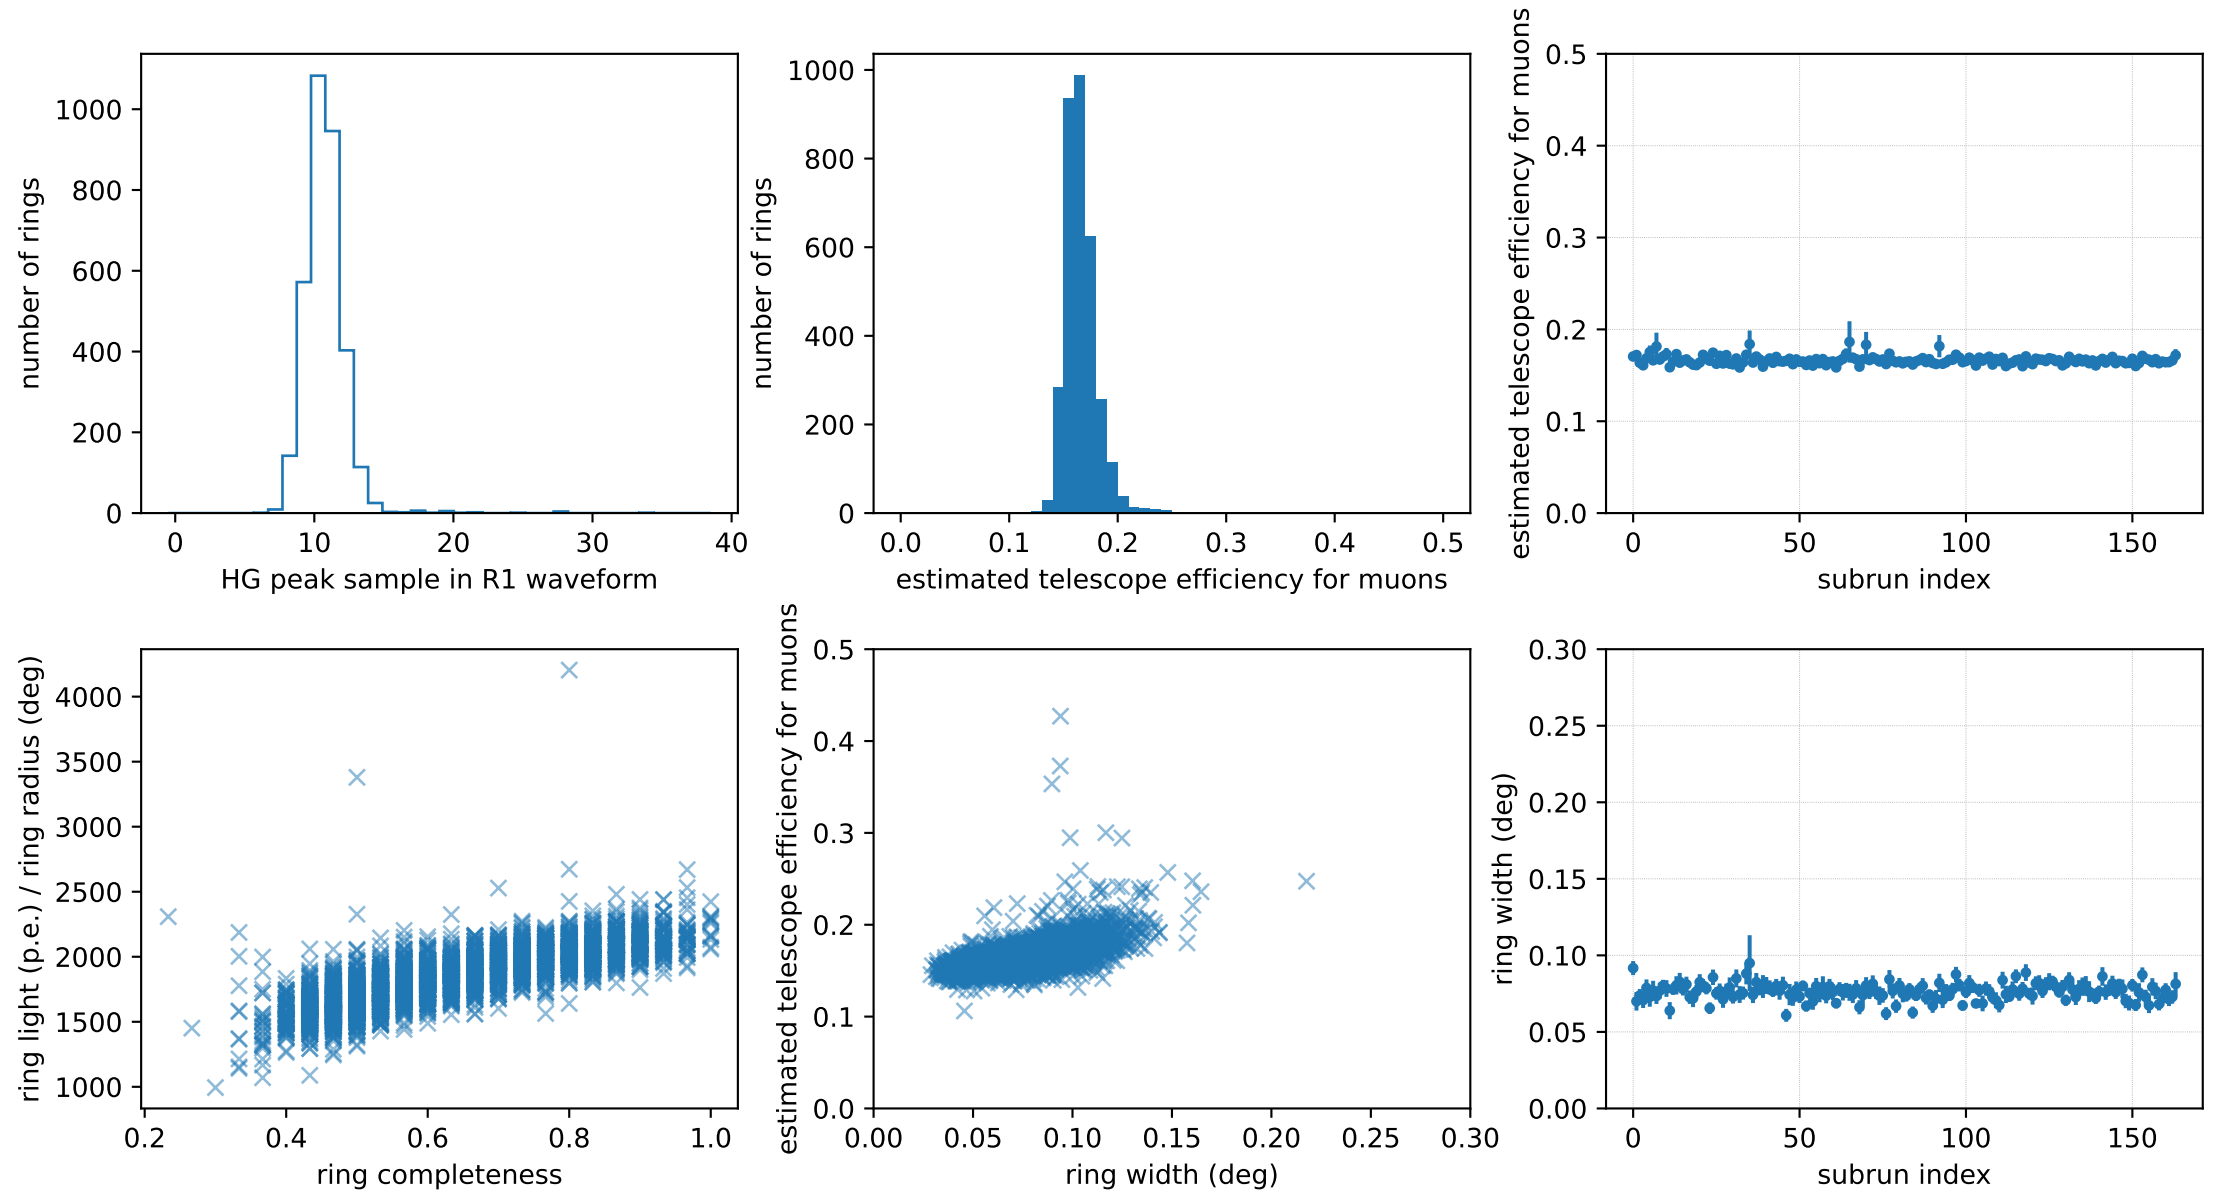 number of rings
1000
800
600
400
200
0
0 10 20 30 40
HG peak sample in R1 waveform
number of rings
1000
800
600
400
200
0
0.0 0.1 0.2 0.3 0.4 0.5
estimated telescope efficiency for muons
estimated telescope efficiency for muons
0.5
0.4
0.3
0.2
0.1
0.0
0 50 100 150
subrun index
ring light (p.e.) / ring radius (deg)
4000
3500
3000
2500
2000
1500
1000
0.2 0.4 0.6 0.8 1.0
ring completeness
estimated telescope efficiency for muons
0.5
0.4
0.3
0.2
0.1
0.0
0.00 0.05 0.10 0.15 0.20 0.25 0.30
ring width (deg)
ring width (deg)
0.30
0.25
0.20
0.15
0.10
0.05
0.00
0 50 100 150
subrun index